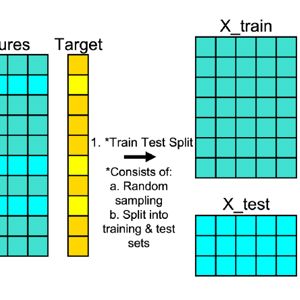 ures
Target
1. *Train Test Split
*Consists of:
a. Random
sampling
b. Split into
training & test
sets
X_train
X_test